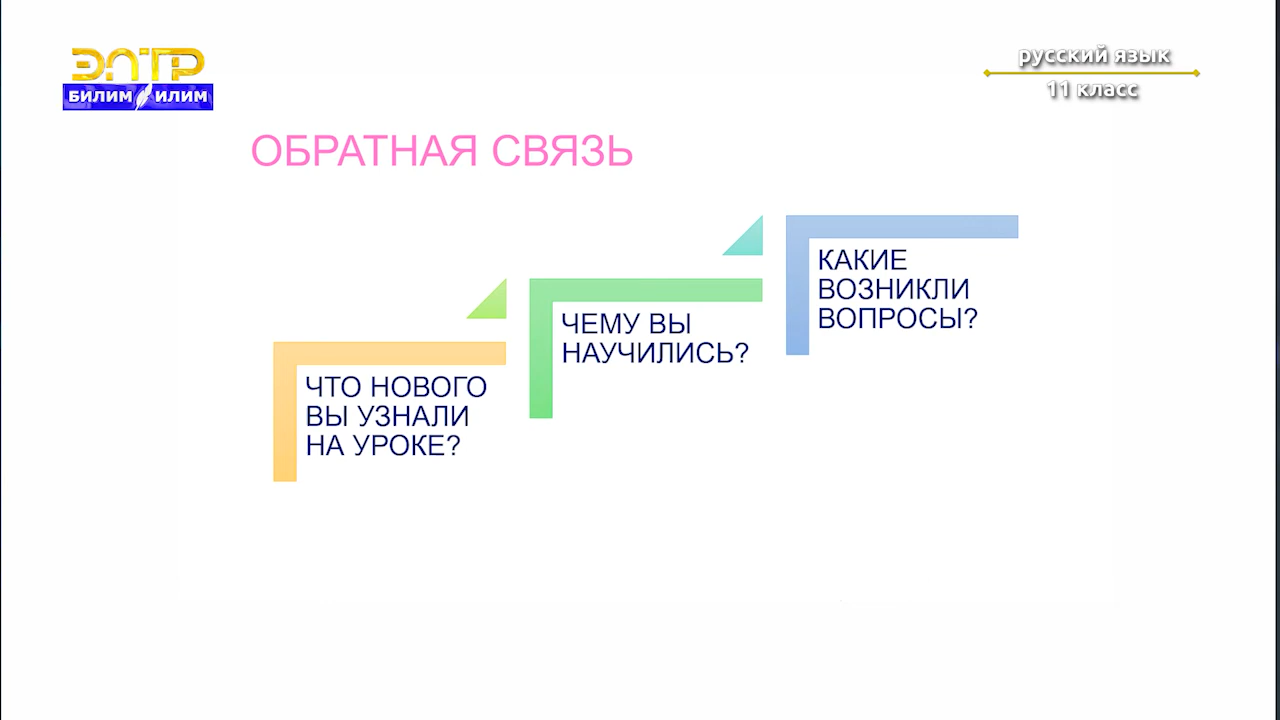 ЭЛТР
БИЛИМ ИЛИМ
русский язык
11 класс
ОБРАТНАЯ СВЯЗЬ
ЧТО НОВОГО
ВЫ УЗНАЛИ
НА УРОКЕ?
ЧЕМУ ВЫ
НАУЧИЛИСЬ?
КАКИЕ
ВОЗНИКЛИ
ВОПРОСЫ?